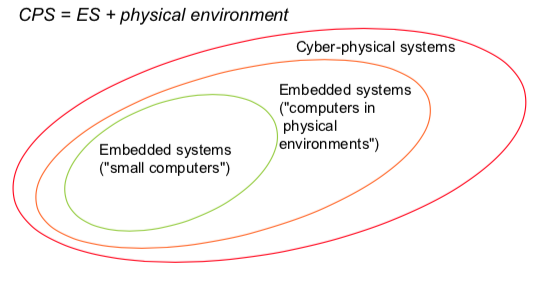 CPS = ES + physical environment
Cyber-physical systems
Embedded systems
("computers in
physical
environments")
Embedded systems
("small computers")